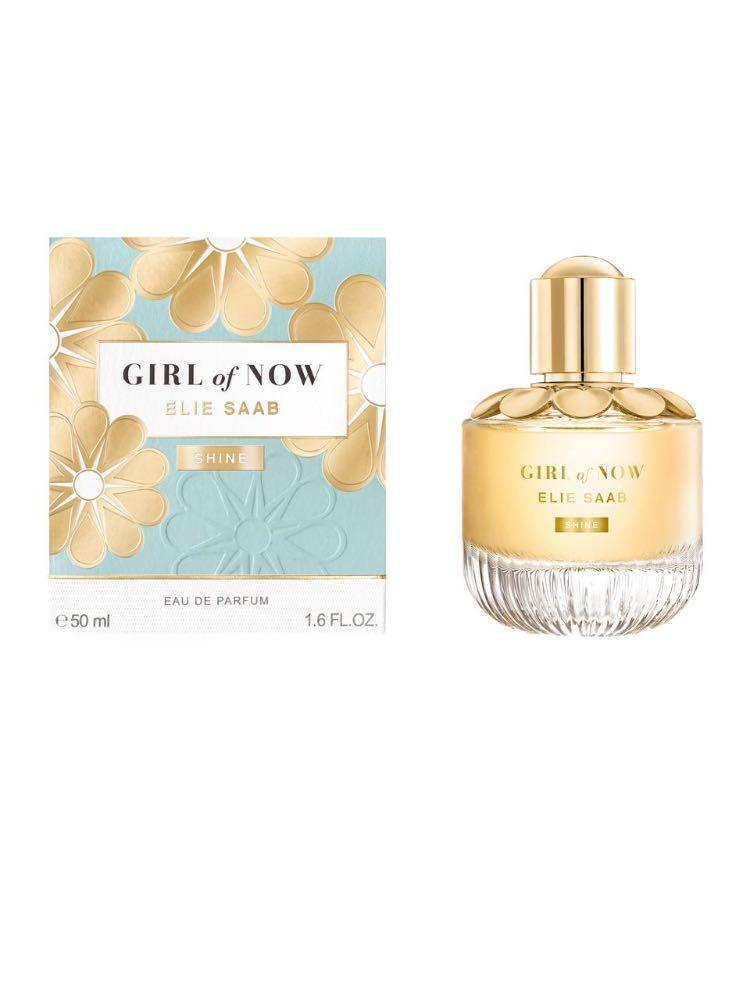 GIRL of NOW
ELIE SAAB
SHINE
EAU DE PARFUM
℮50 ml
1.6 FL.OZ.
GIRL of NOW
ELIE SAAB
SHINE